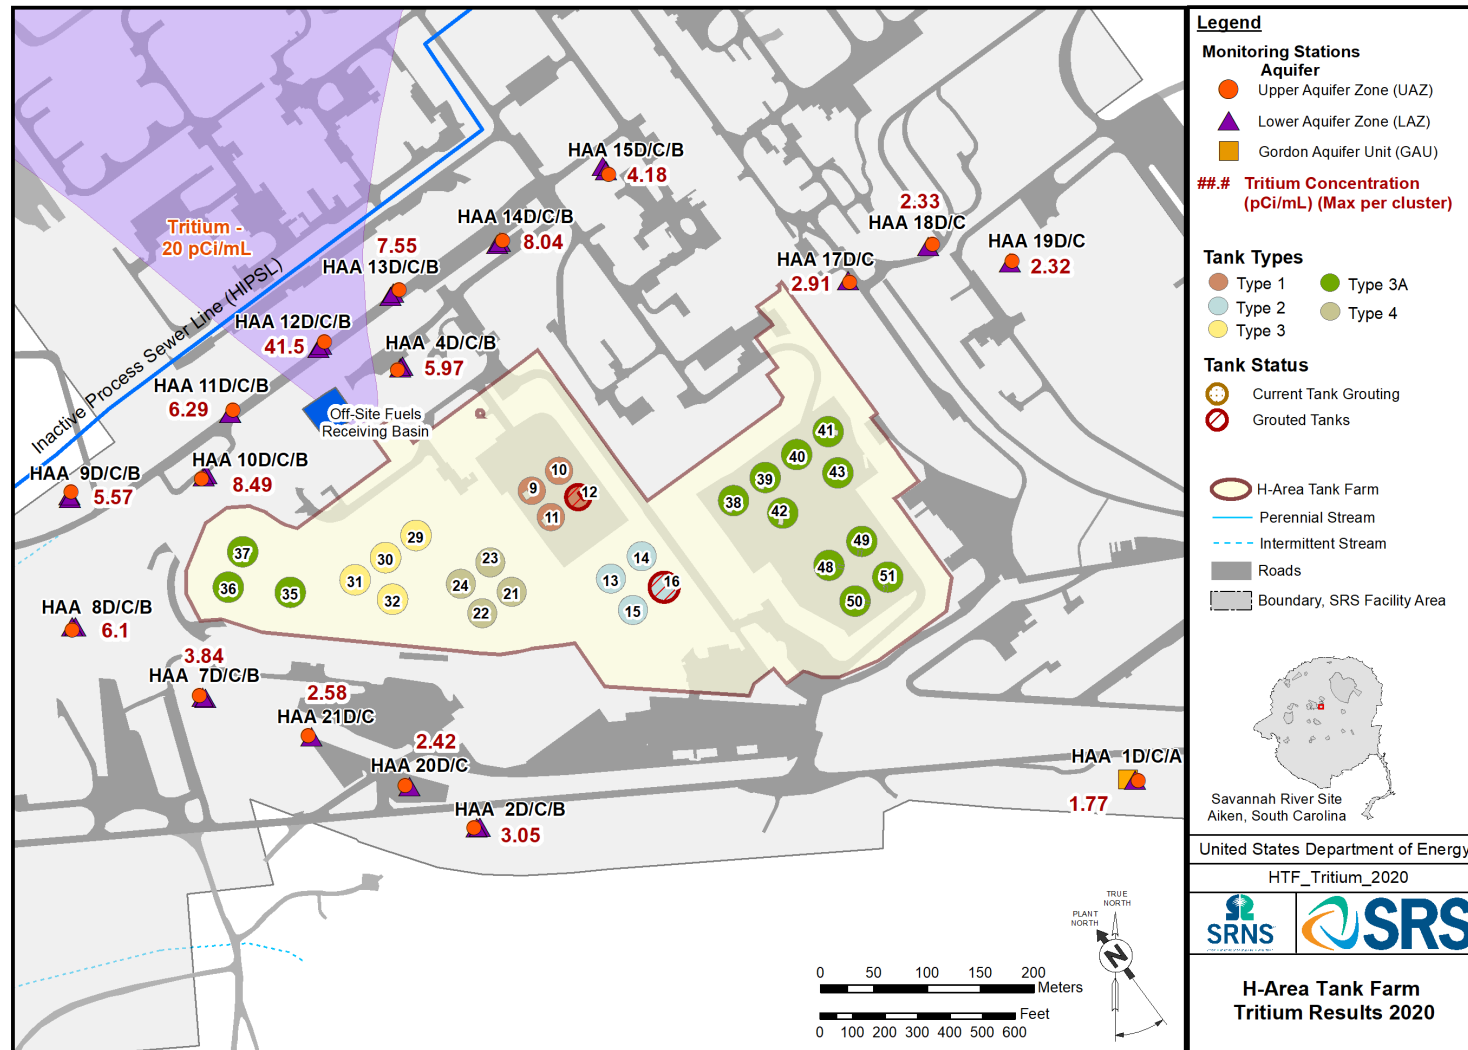 HAA 15D/C/B
4.18
HAA 14D/C/B
8.04
7.55
HAA 13D/C/B
Tritium -
20 pCi/mL
Inactive Process Sewer Line (HIPSL)
HAA 12D/C/B
41.5
HAA 4D/C/B
5.97
HAA 11D/C/B
6.29
Off-Site Fuels
Receiving Basin
HAA 10D/C/B
8.49
HAA 9D/C/B
5.57
2.33
HAA 18D/C
HAA 19D/C
2.32
HAA 17D/C
2.91
41
40
43
39
38
42
49
48
51
50
10
9
12
11
14
13
16
15
29
30
31
32
23
24
21
22
37
36
35
HAA 8D/C/B
6.1
3.84
HAA 7D/C/B
2.58
HAA 21D/C
2.42
HAA 20D/C
HAA 2D/C/B
3.05
HAA 1D/C/A
1.77
TRUE
NORTH
PLANT
NORTH
N
0 50 100 150 200
Meters
Feet
0 100 200 300 400 500 600
Legend
Monitoring Stations
Aquifer
Upper Aquifer Zone (UAZ)
Lower Aquifer Zone (LAZ)
Gordon Aquifer Unit (GAU)
##.# Tritium Concentration
(pCi/mL) (Max per cluster)
Tank Types
Type 1
Type 2
Type 3
Type 3A
Type 4
Tank Status
Current Tank Grouting
Grouted Tanks
H-Area Tank Farm
Perennial Stream
Intermittent Stream
Roads
Boundary, SRS Facility Area
Savannah River Site
Aiken, South Carolina
United States Department of Energy
HTF_Tritium_2020
SRNS
SRS
H-Area Tank Farm
Tritium Results 2020